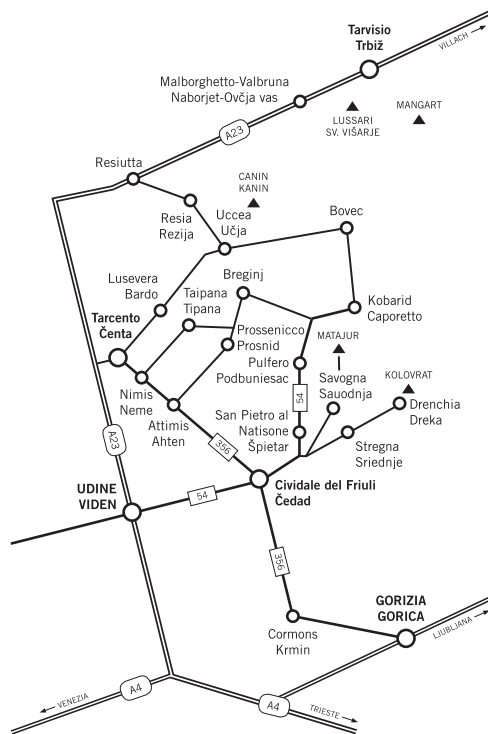 Tarvisio
Trbiž
VILLACH
Malborghetto-Valbruna
Naborjet-Ovčja vas
LUSSARI
SV. VIŠARJE
MANGART
A23
Resiutta
CANIN
KANIN
Resia
Rezija
Uccea
Učja
Bovec
Lusevera
Bardo
Breginj
Taipana
Tipana
Kobarid
Caporetto
Tarcento
Čenta
Prossenicco
Prosnid
MATAJUR
Pulfero
Podbuniesac
KOLOVRAT
Nimis
Neme
Savogna
Sauodnja
54
Drenchia
Dreka
Attimis
Ahten
San Pietro al
Natisone
Špietar
Stregna
Sriednje
A23
356
Cividale del Friuli
Čedad
UDINE
VIDEN
54
356
GORIZIA
GORICA
Cormons
Krmin
LJUBLJANA
VENEZIA
A4
A4
TRIESTE